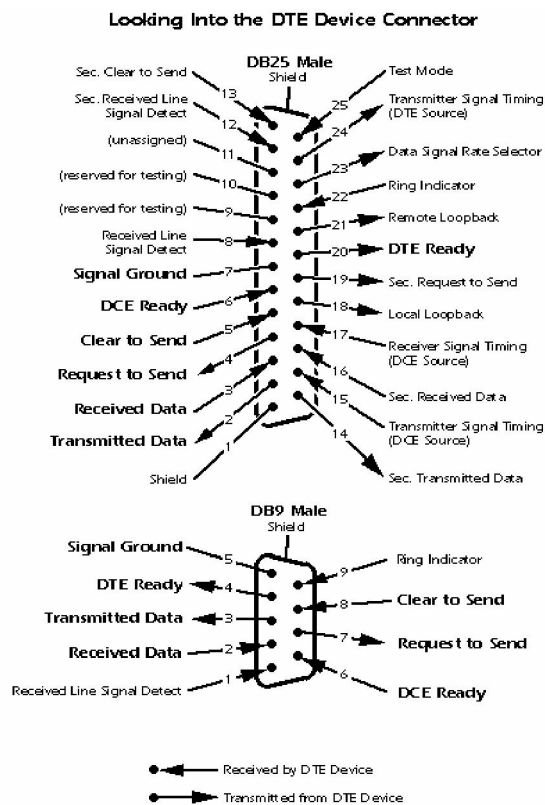 Looking Into the DTE Device Connector
DB25 Male
Shield
Sec. Clear to Send
13
Sec. Received Line
Signal Detect
12
(unassigned)
11
(reserved for testing)
10
(reserved for testing)
9
Received Line
Signal Detect
8
Signal Ground
7
DCE Ready
6
Clear to Send
5
Request to Send
4
Received Data
3
Transmitted Data
2
Shield
1
Test Mode
25
Transmitter Signal Timing
(DTE Source)
24
Data Signal Rate Selector
23
Ring Indicator
22
Remote Loopback
21
DTE Ready
20
Sec. Request to Send
19
Local Loopback
18
Receiver Signal Timing
(DCE Source)
17
Sec. Received Data
16
Transmitter Signal Timing
(DCE Source)
15
Sec. Transmitted Data
14
DB9 Male
Shield
Signal Ground
5
DTE Ready
4
Transmitted Data
3
Received Data
2
Received Line Signal Detect
1
Ring Indicator
9
Clear to Send
8
Request to Send
7
DCE Ready
6
Received by DTE Device
Transmitted from DTE Device